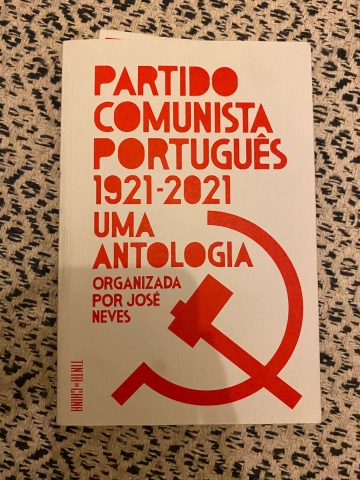 PARTIDO
COMUNISTA
PORTUGUÊS
1921-2021
UMA
ANTOLOGIA
ORGANIZADA
POR JOSÉ
NEVES
TINTA DA CHINA